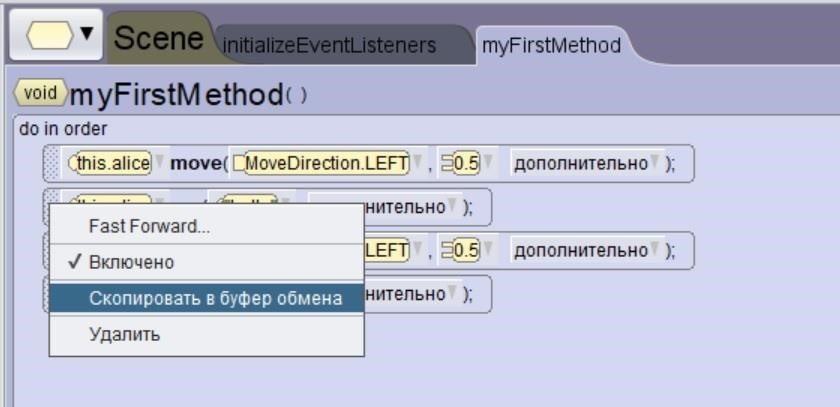 Scene initializeEventListeners myFirstMethod
void myFirstMethod ( )
do in order
this.alice move( MoveDirection.LEFT , 0.5 дополнительно );
нительно );
Fast Forward...
LEFT , 0.5 дополнительно );
✓ Включено
Скопировать в буфер обмена
нительно );
Удалить